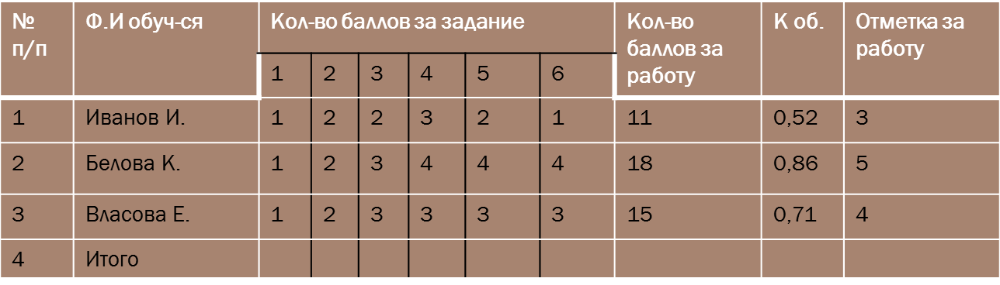 № п/п Ф.И обуч-ся Кол-во баллов за задание Кол-во баллов за работу К об. Отметка за работу
1 2 3 4 5 6
1 Иванов И. 1 2 2 3 2 1 11 0,52 3
2 Белова К. 1 2 3 4 4 4 18 0,86 5
3 Власова Е. 1 2 3 3 3 3 15 0,71 4
4 Итого